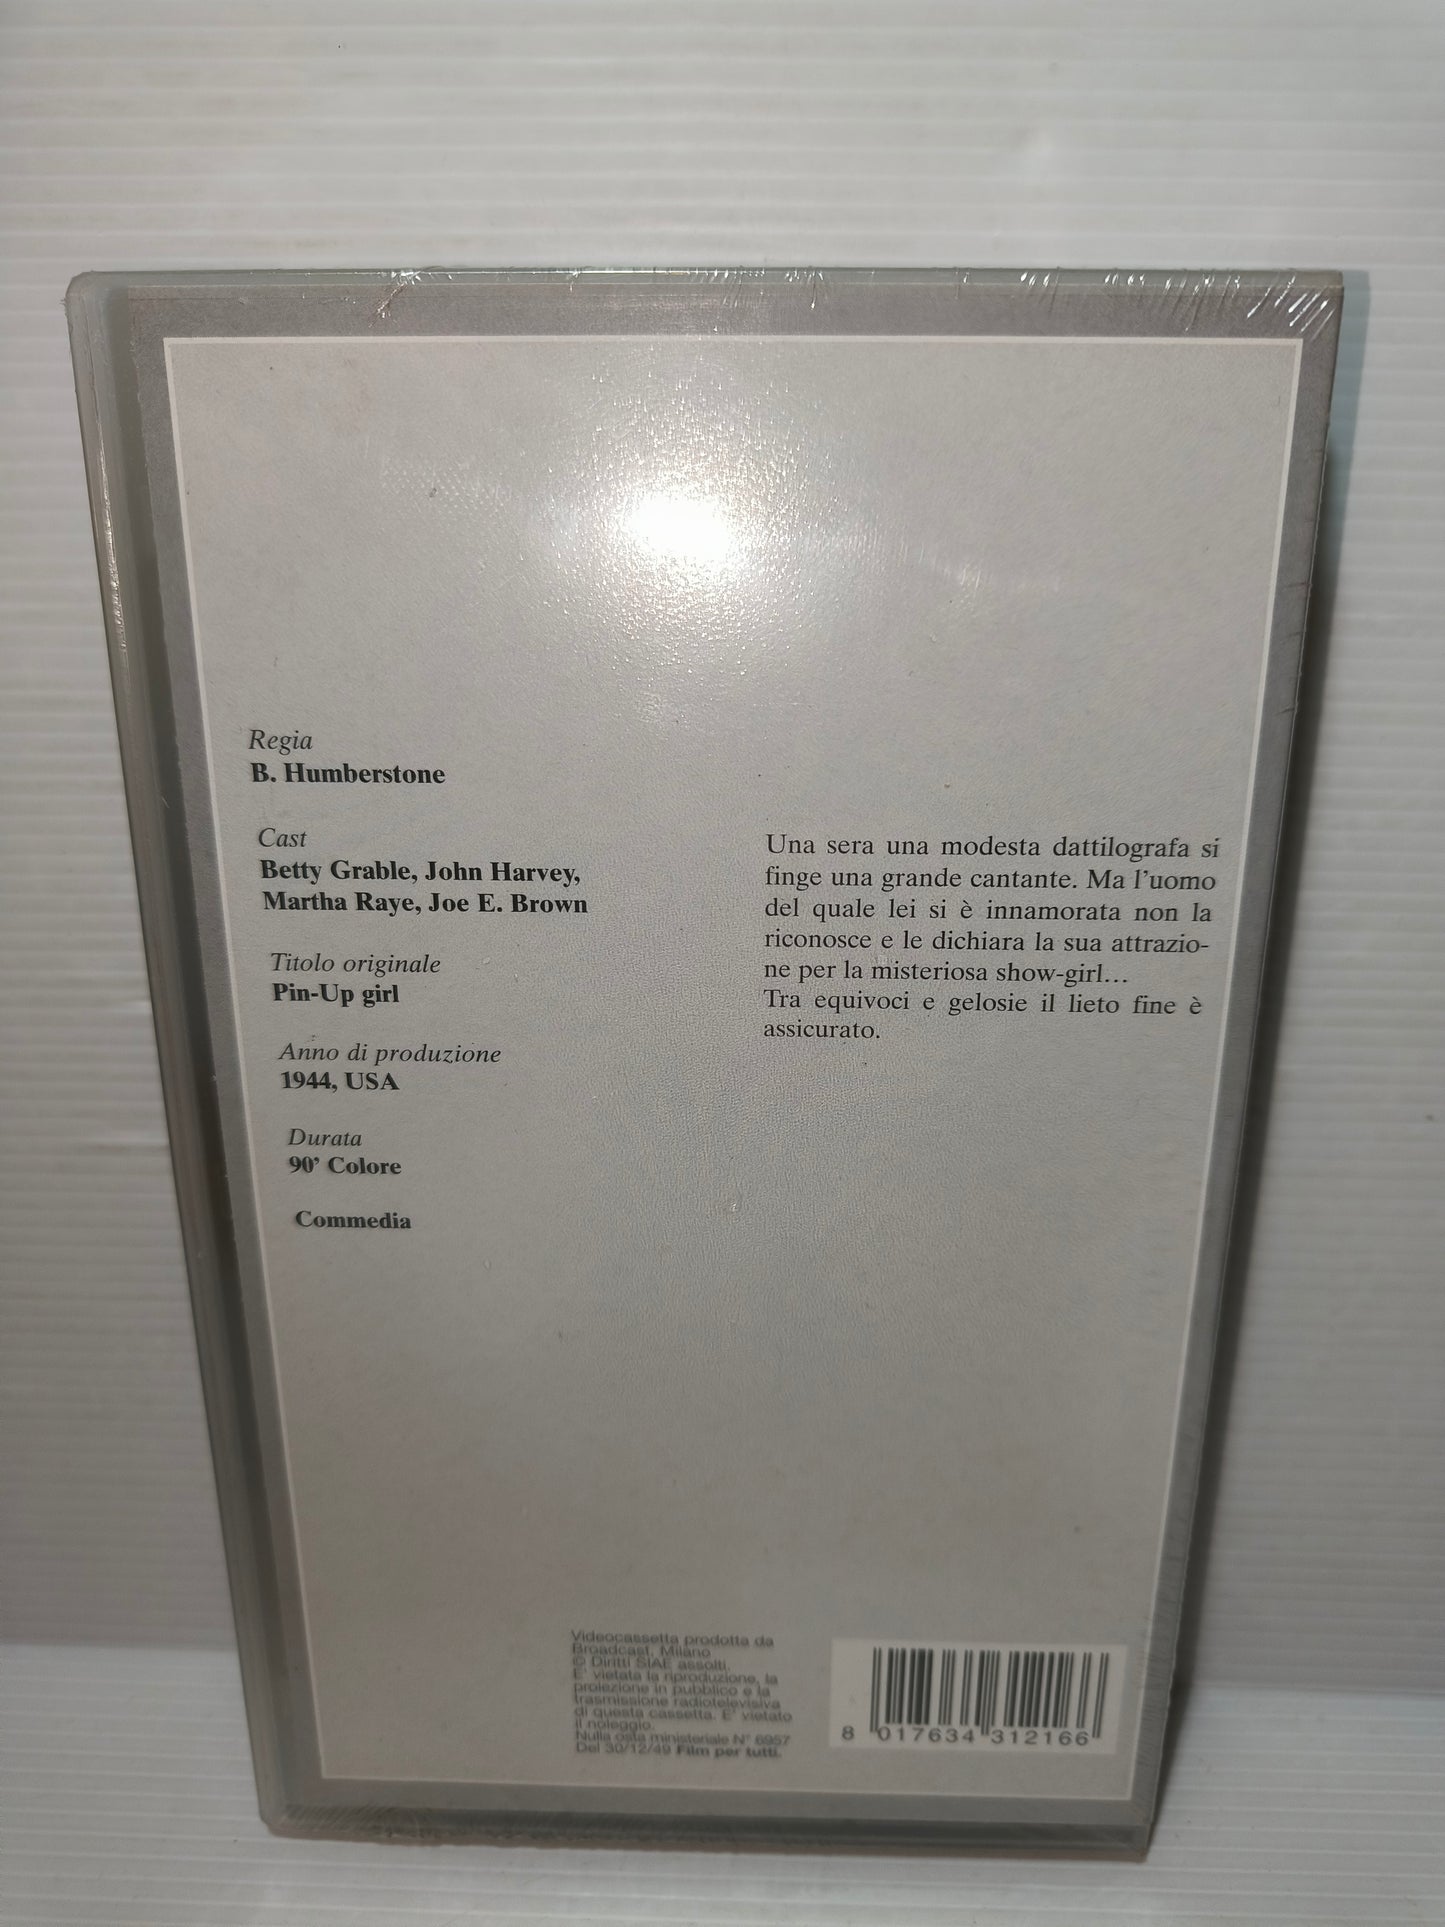 Regia
B. Humberstone
Cast
Betty Grable, John Harvey,
Martha Raye, Joe E. Brown
Titolo originale
Pin-Up girl
Anno di produzione
1944, USA
Durata
90' Colore
Commedia
Una sera una modesta dattilografa si
finge una grande cantante. Ma l'uomo
del quale lei si è innamorata non la
riconosce e le dichiara la sua attrazio-
ne per la misteriosa show-girl...
Tra equivoci e gelosie il lieto fine è
assicurato.
Videocassetta prodotta da
Broadcast, Milano
© Diritti SIAE assolti.
E' vietata la riproduzione, la
proiezione in pubblico e la
trasmissione radiotelevisiva
di questa cassetta. E' vietato
il noleggio.
Nulla osta ministeriale N° 6957
Del 30/12/49 Film per tutti.
8 017634 312166